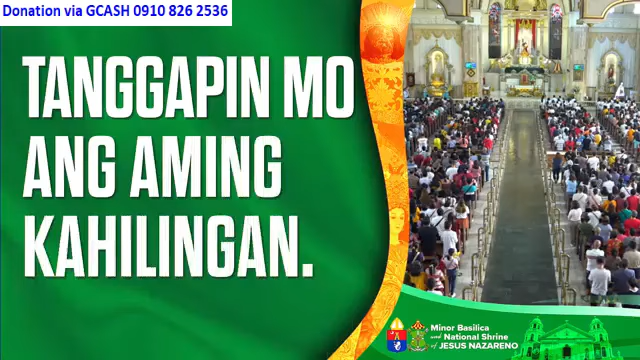 Donation via GCASH 0910 826 2536
TANGGAPIN MO
ANG AMING
KAHILINGAN.
Minor Basilica
and National Shrine
of JESUS NAZARENO